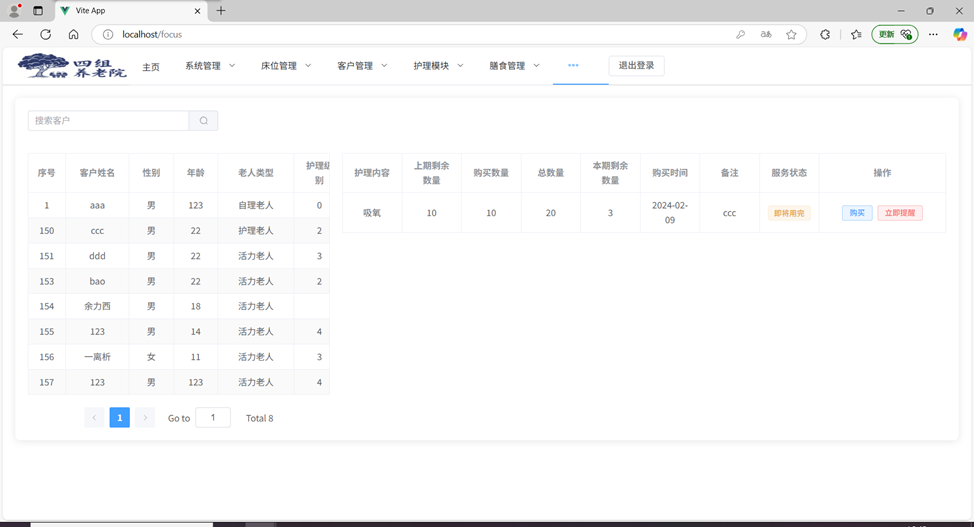 Vite App
localhost/focus
更新
四组
养老院
主页 系统管理 床位管理 客户管理 护理模块 膳食管理 ··· 退出登录
搜索客户
序号 客户姓名 性别 年龄 老人类型 护理级别
1 aaa 男 123 自理老人 0
150 ccc 男 22 护理老人 2
151 ddd 男 22 活力老人 3
153 bao 男 22 活力老人 2
154 余力西 男 18 活力老人
155 123 男 14 活力老人 4
156 一离析 女 11 活力老人 3
157 123 男 123 活力老人 4
1 Go to 1 Total 8
护理内容 上期剩余数量 购买数量 总数量 本期剩余数量 购买时间 备注 服务状态 操作
吸氧 10 10 20 3 2024-02-09 ccc 即将用完 购买 立即提醒